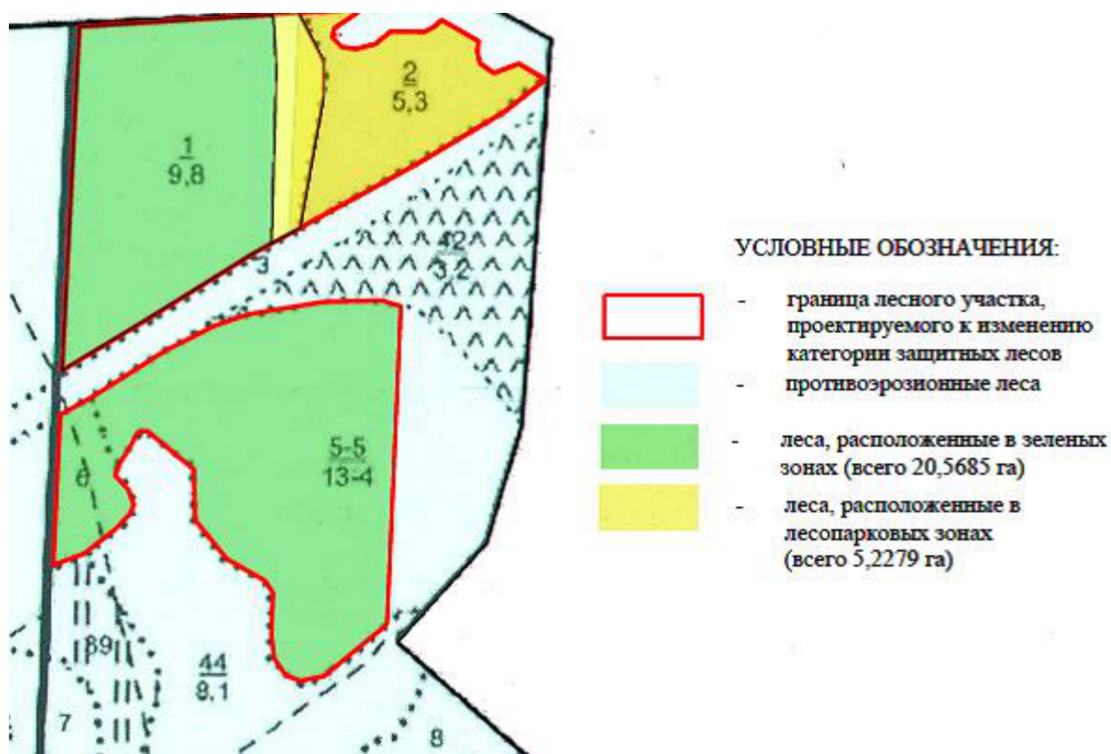 1
9,8
2
5,3
3
42
3,2
5-5
13-4
6
44
8,1
39
7
8
УСЛОВНЫЕ ОБОЗНАЧЕНИЯ:
- граница лесного участка,
проектируемого к изменению
категории защитных лесов
- противоэрозионные леса
- леса, расположенные в зеленых
зонах (всего 20,5685 га)
- леса, расположенные в
лесопарковых зонах
(всего 5,2279 га)